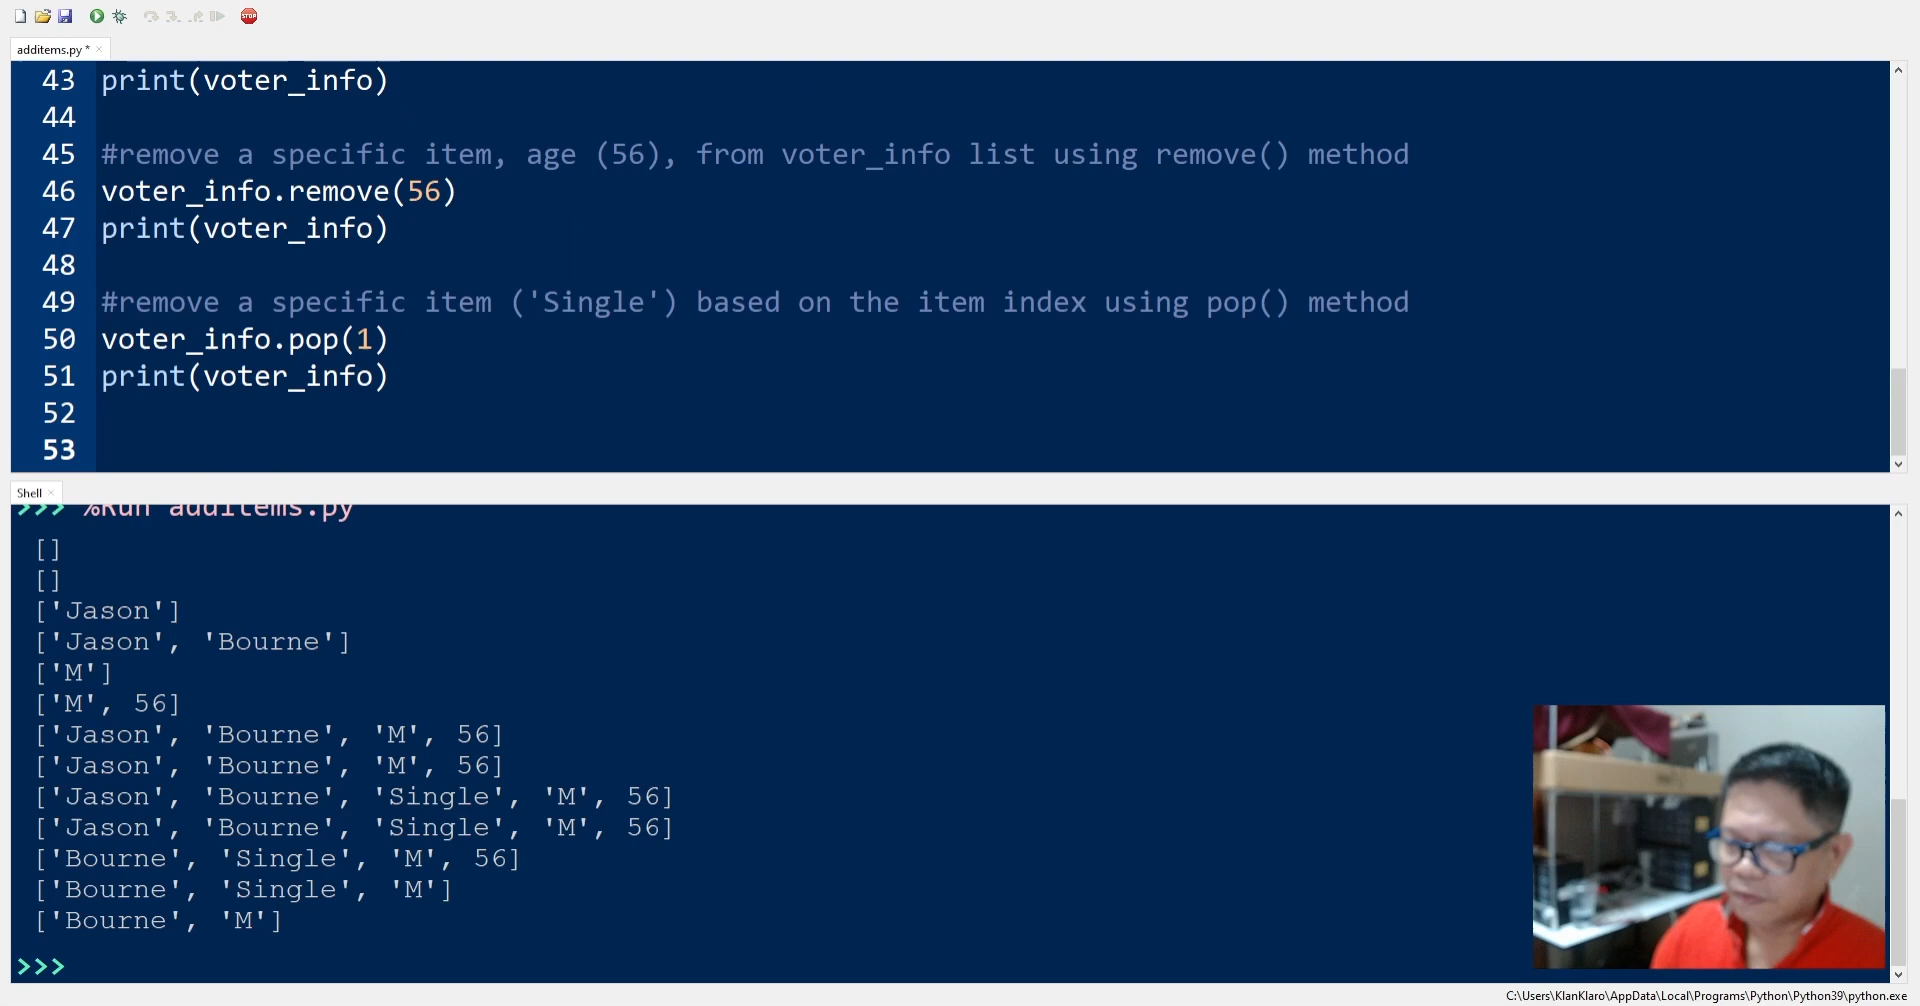 STOP
additems.py * ×
43 print(voter_info)
44
45 #remove a specific item, age (56), from voter_info list using remove() method
46 voter_info.remove(56)
47 print(voter_info)
48
49 #remove a specific item ('Single') based on the item index using pop() method
50 voter_info.pop(1)
51 print(voter_info)
52
53
Shell ×
>>> %Run additems.py
[]
[]
['Jason']
['Jason', 'Bourne']
['M']
['M', 56]
['Jason', 'Bourne', 'M', 56]
['Jason', 'Bourne', 'M', 56]
['Jason', 'Bourne', 'Single', 'M', 56]
['Jason', 'Bourne', 'Single', 'M', 56]
['Bourne', 'Single', 'M', 56]
['Bourne', 'Single', 'M']
['Bourne', 'M']
>>>
C:\Users\KlanKlaro\AppData\Local\Programs\Python\Python39\python.exe